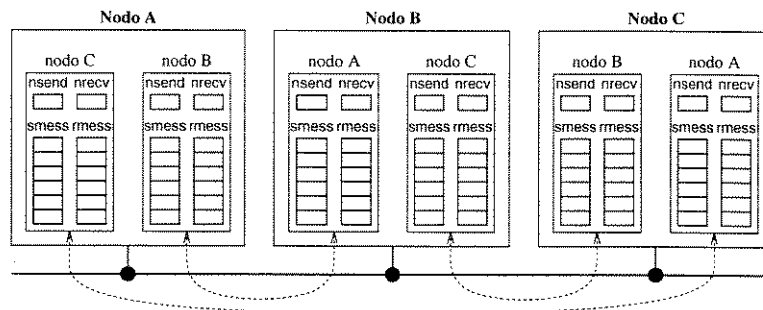 Nodo A Nodo B Nodo C
nodo C nodo B nodo A nodo C nodo B nodo A
nsend nrecv nsend nrecv nsend nrecv nsend nrecv nsend nrecv nsend nrecv
smess rmess smess rmess smess rmess smess rmess smess rmess smess rmess